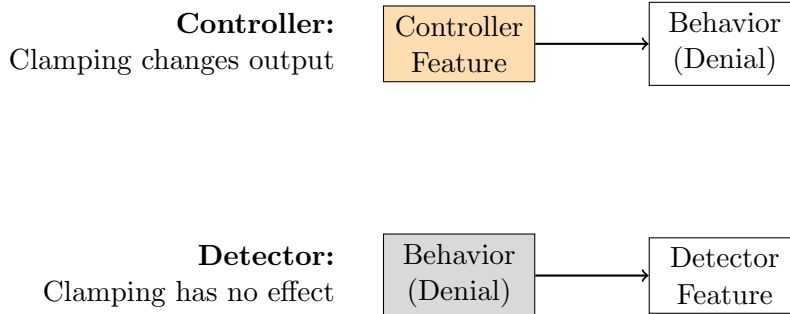 Controller:
Clamping changes output
Controller
Feature
Behavior
(Denial)
Detector:
Clamping has no effect
Behavior
(Denial)
Detector
Feature